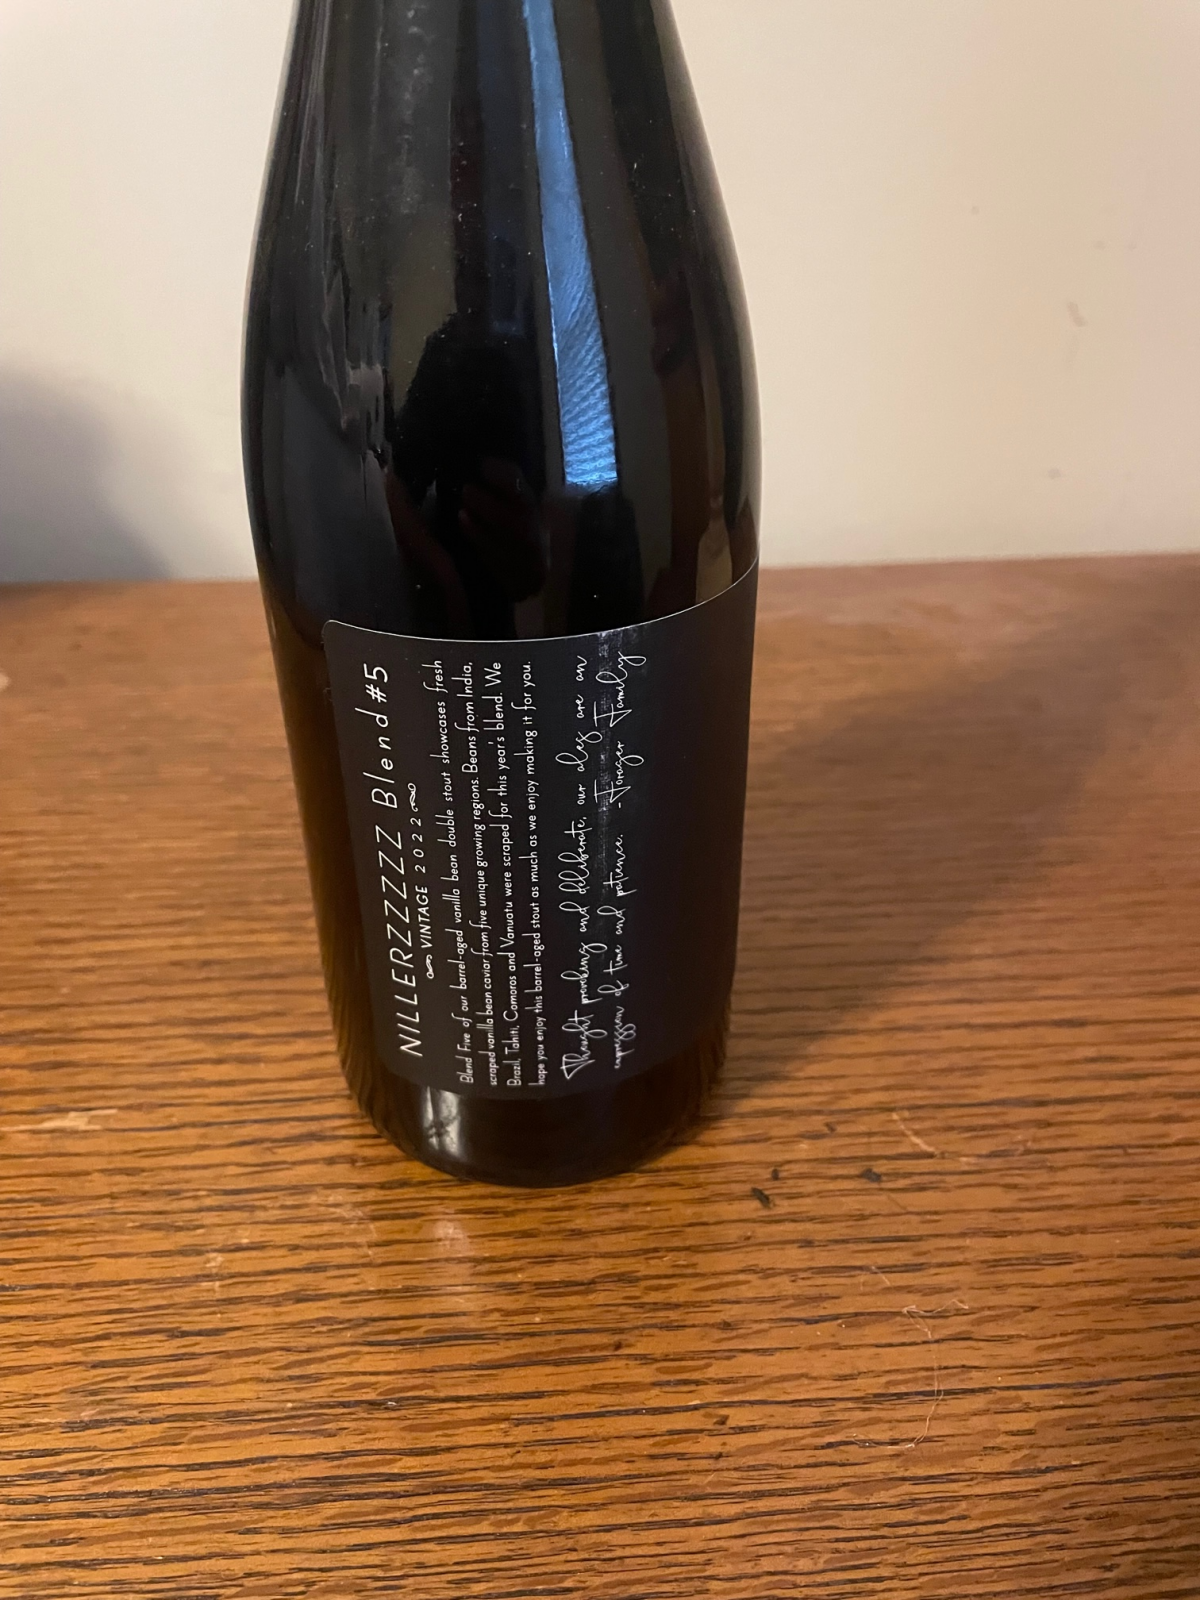 NILLERZZZZZ Blend #5
VINTAGE 2022
Blend Five of our barrel-aged vanilla bean double stout showcases fresh
scraped vanilla bean caviar from five unique growing regions. Beans from India,
Brazil, Tahiti, Comoros and Vanuatu were scraped for this year's blend. We
hope you enjoy this barrel-aged stout as much as we enjoy making it for you.
Thought provoking and deliberate, our ales are an
expression of time and patience. -Forager Family